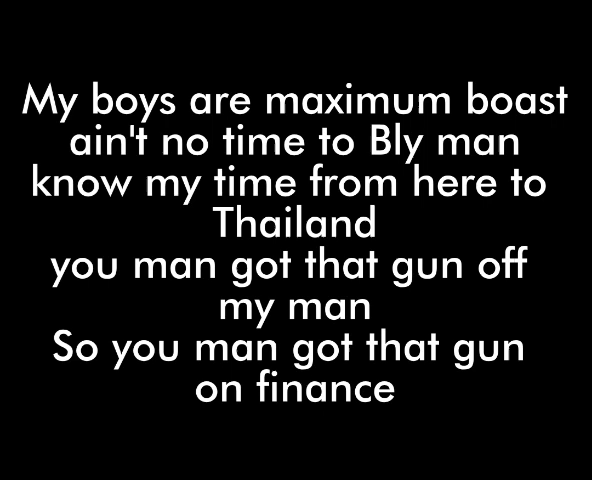 My boys are maximum boast
ain't no time to Bly man
know my time from here to
Thailand
you man got that gun off
my man
So you man got that gun
on finance